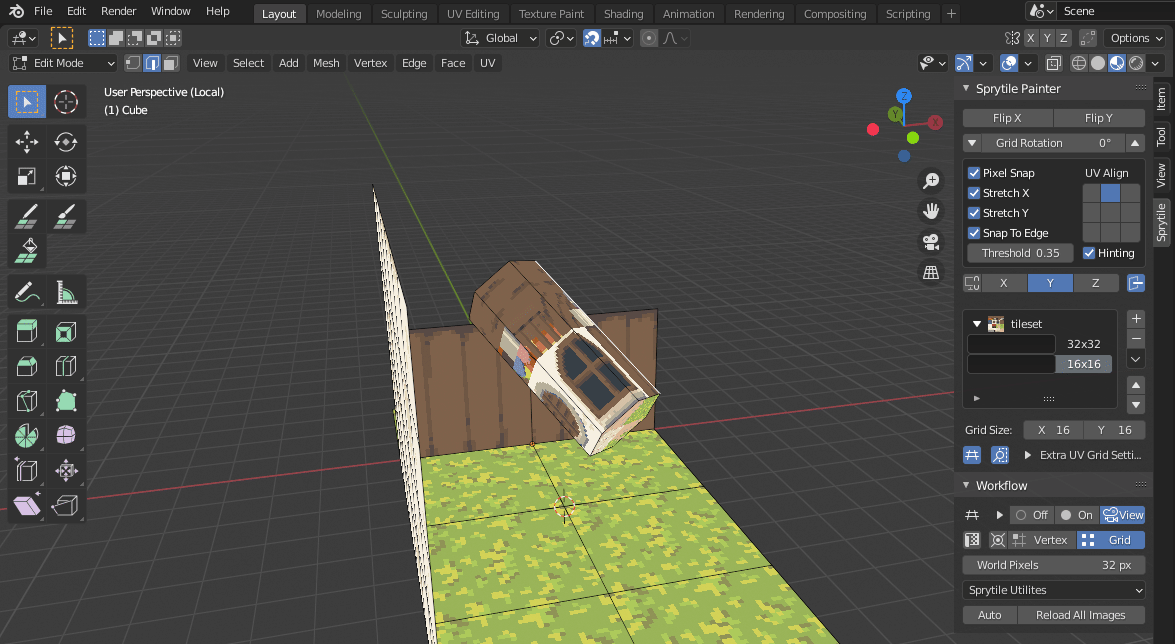 File Edit Render Window Help Layout Modeling Sculpting UV Editing Texture Paint Shading Animation Rendering Compositing Scripting + Scene
Global X Y Z Options
Edit Mode View Select Add Mesh Vertex Edge Face UV
User Perspective (Local)
(1) Cube
Z
Y
X
Sprytile Painter
Flip X Flip Y
Grid Rotation 0°
Pixel Snap UV Align
Stretch X
Stretch Y
Snap To Edge
Threshold 0.35 Hinting
X Y Z
tileset
32x32
16x16
Grid Size: X 16 Y 16
Extra UV Grid Setti...
Workflow
Off On View
Vertex Grid
World Pixels 32 px
Sprytile Utilites
Auto Reload All Images
Item
Tool
View
Sprytile